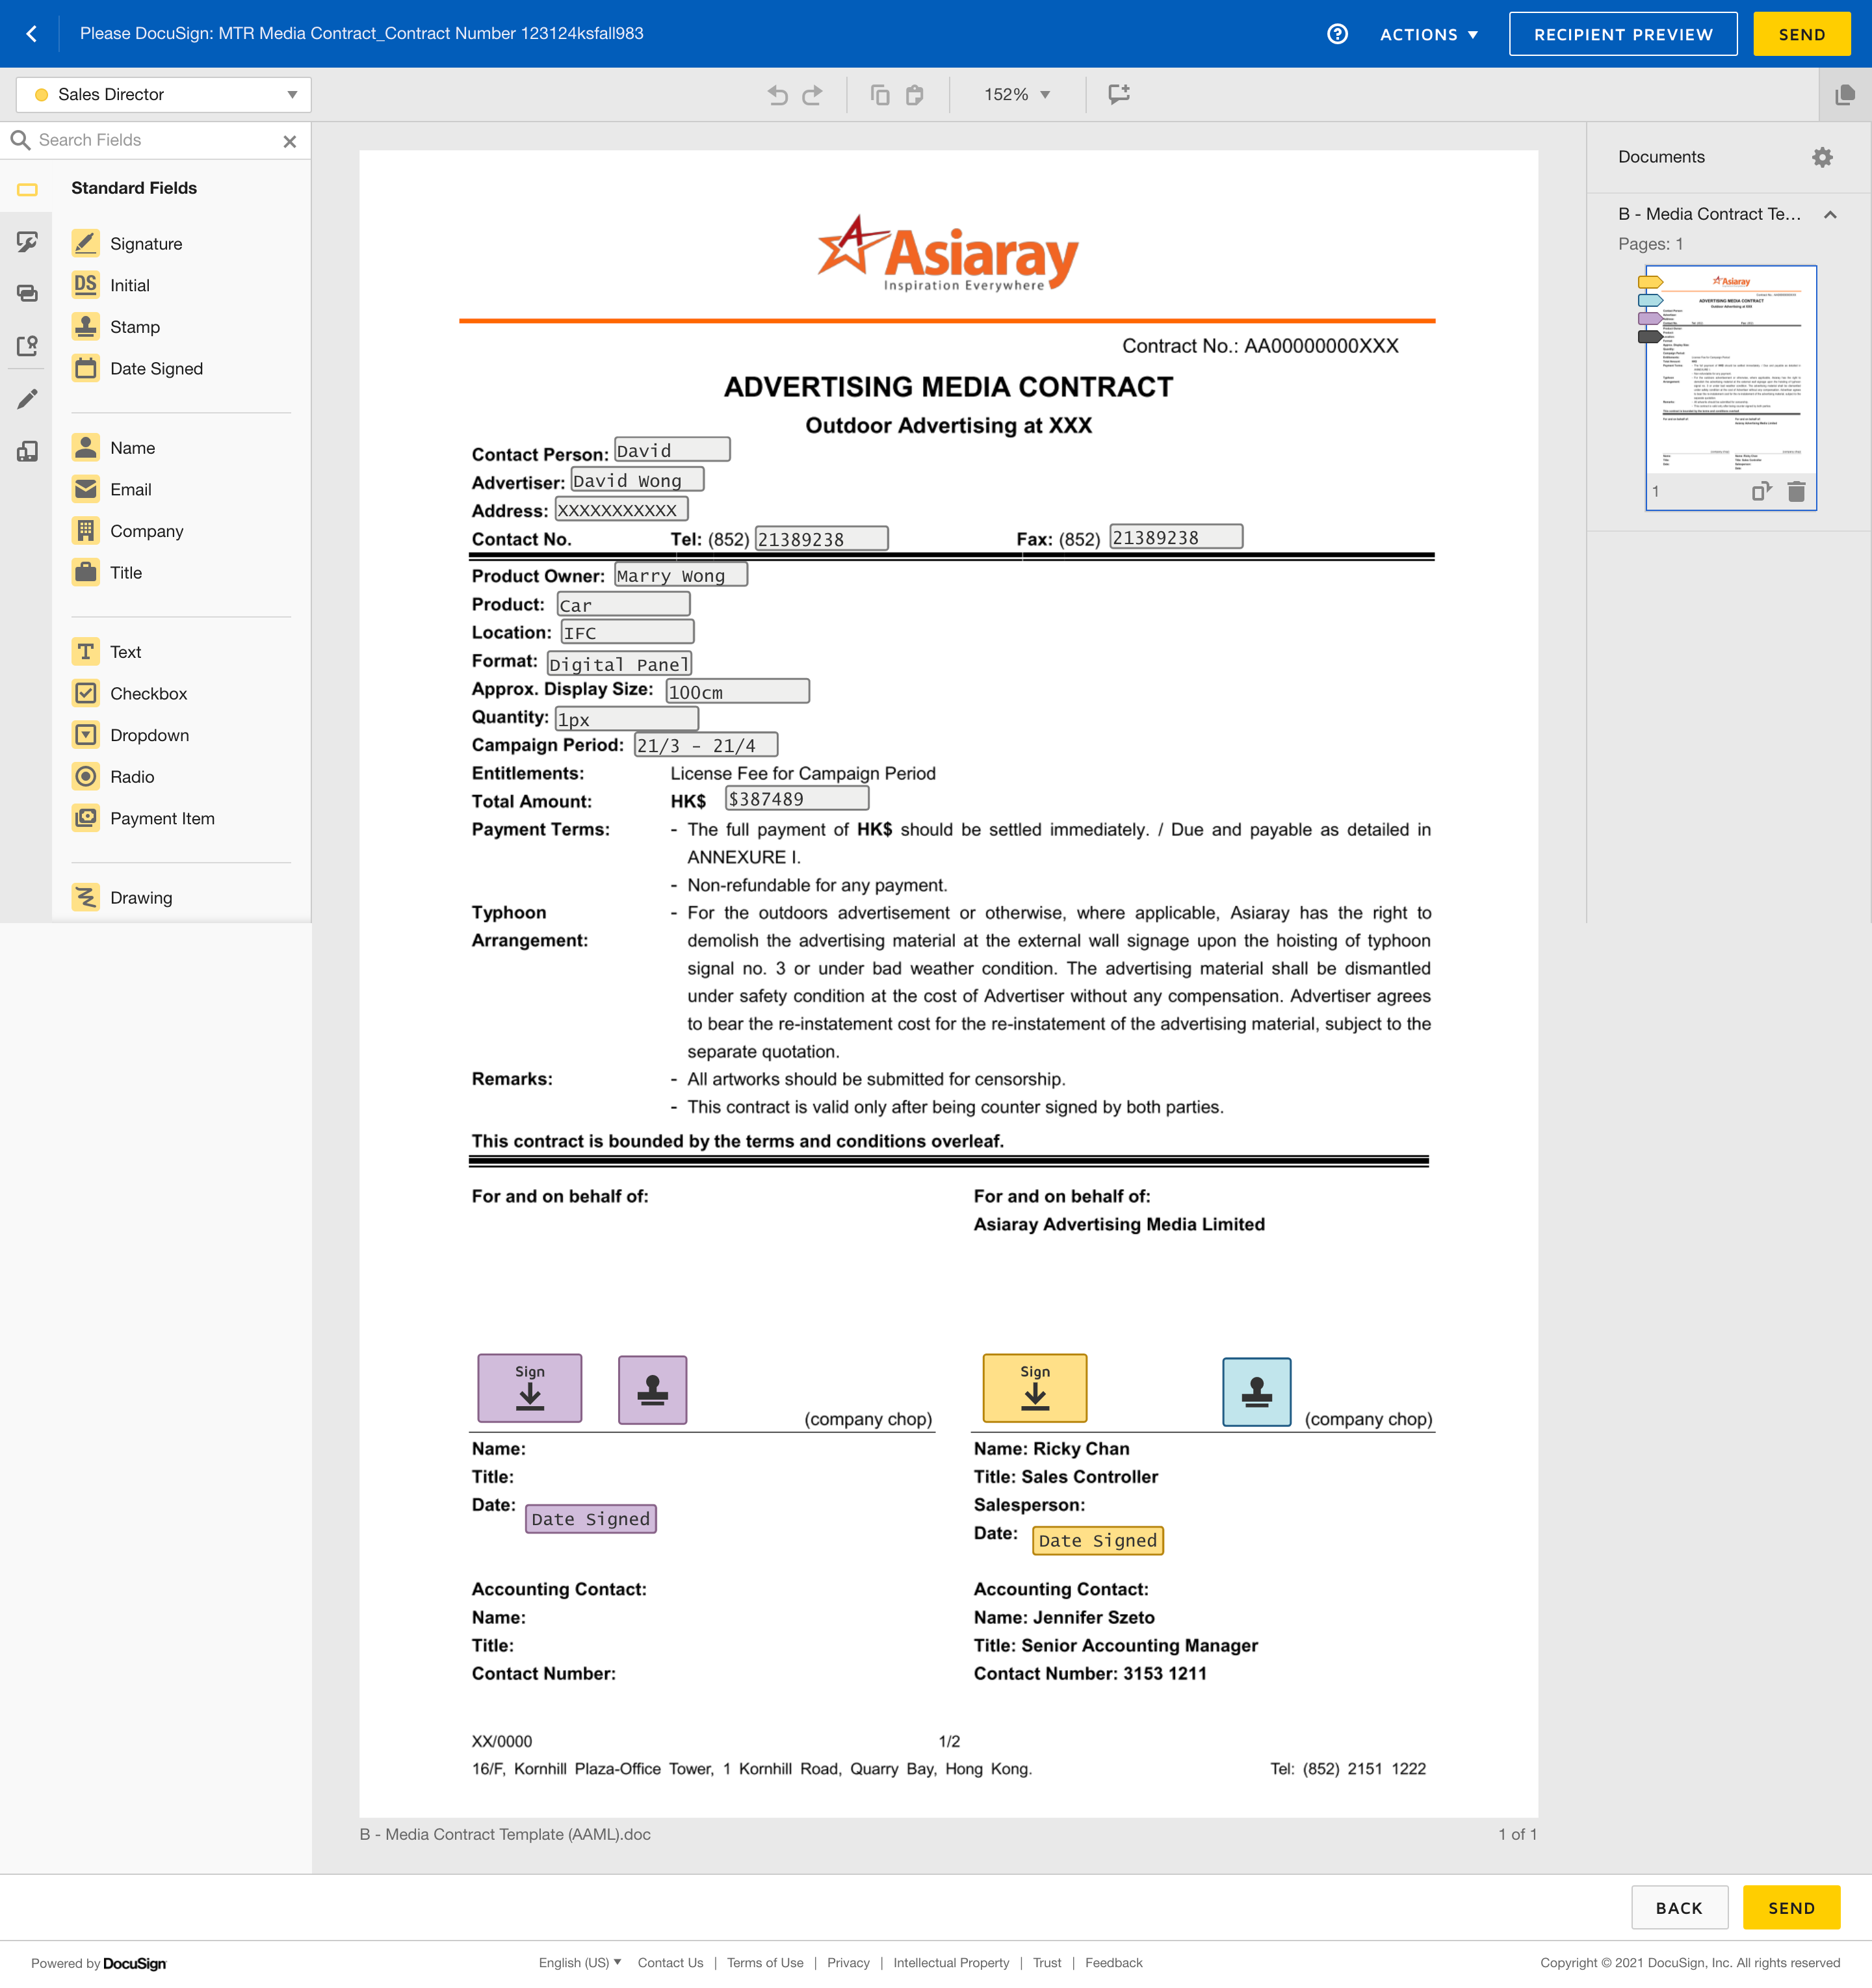 Please DocuSign: MTR Media Contract_Contract Number 123124ksfall983
ACTIONS
RECIPIENT PREVIEW
SEND
Sales Director
152%
Search Fields
Standard Fields
Signature
DS Initial
Stamp
Date Signed
Name
Email
Company
Title
Text
Checkbox
Dropdown
Radio
Payment Item
Drawing
Asiaray
Inspiration Everywhere
Contract No.: AA00000000XXX
ADVERTISING MEDIA CONTRACT
Outdoor Advertising at XXX
Contact Person: David
Advertiser: David Wong
Address: XXXXXXXXXXX
Contact No. Tel: (852) 21389238 Fax: (852) 21389238
Product Owner: Marry Wong
Product: Car
Location: IFC
Format: Digital Panel
Approx. Display Size: 100cm
Quantity: 1px
Campaign Period: 21/3 - 21/4
Entitlements: License Fee for Campaign Period
Total Amount: HK$ $387489
Payment Terms: - The full payment of HK$ should be settled immediately. / Due and payable as detailed in
ANNEXURE I.
- Non-refundable for any payment.
Typhoon - For the outdoors advertisement or otherwise, where applicable, Asiaray has the right to
Arrangement: demolish the advertising material at the external wall signage upon the hoisting of typhoon
signal no. 3 or under bad weather condition. The advertising material shall be dismantled
under safety condition at the cost of Advertiser without any compensation. Advertiser agrees
to bear the re-instatement cost for the re-instatement of the advertising material, subject to the
separate quotation.
Remarks: - All artworks should be submitted for censorship.
- This contract is valid only after being counter signed by both parties.
This contract is bounded by the terms and conditions overleaf.
For and on behalf of: For and on behalf of:
Asiaray Advertising Media Limited
Sign Sign
(company chop) (company chop)
Name: Name: Ricky Chan
Title: Title: Sales Controller
Date: Date Signed Salesperson:
Date: Date Signed
Accounting Contact: Accounting Contact:
Name: Name: Jennifer Szeto
Title: Title: Senior Accounting Manager
Contact Number: Contact Number: 3153 1211
XX/0000 1/2
16/F, Kornhill Plaza-Office Tower, 1 Kornhill Road, Quarry Bay, Hong Kong. Tel: (852) 2151 1222
B - Media Contract Template (AAML).doc 1 of 1
Documents
B - Media Contract Te...
Pages: 1
Asiaray
ADVERTISING MEDIA CONTRACT
1
BACK
SEND
Powered by DocuSign
English (US) Contact Us | Terms of Use | Privacy | Intellectual Property | Trust | Feedback
Copyright © 2021 DocuSign, Inc. All rights reserved